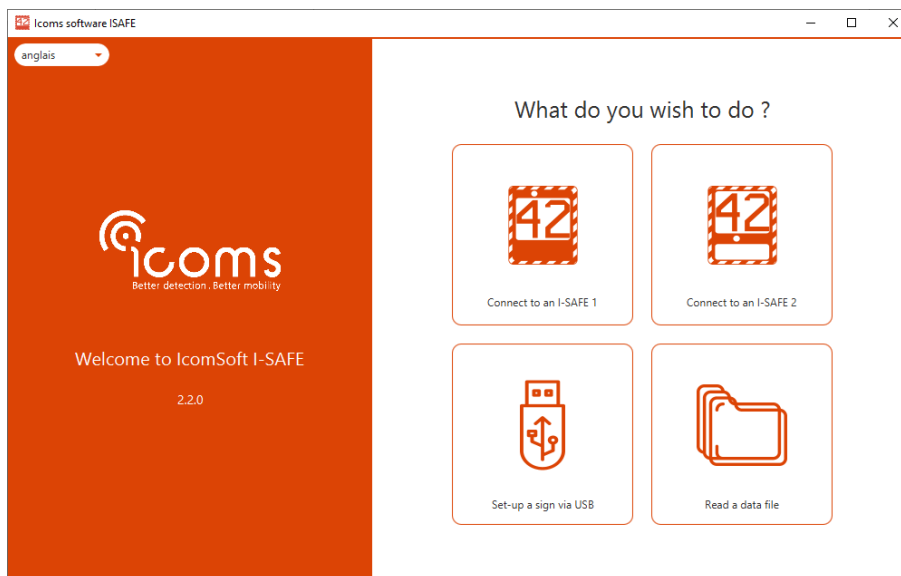 42 Icoms software ISAFE
anglais
What do you wish to do ?
42
42
Connect to an I-SAFE 1
Connect to an I-SAFE 2
icoms
Better detection . Better mobility
Welcome to IcomSoft I-SAFE
2.2.0
Set-up a sign via USB
Read a data file